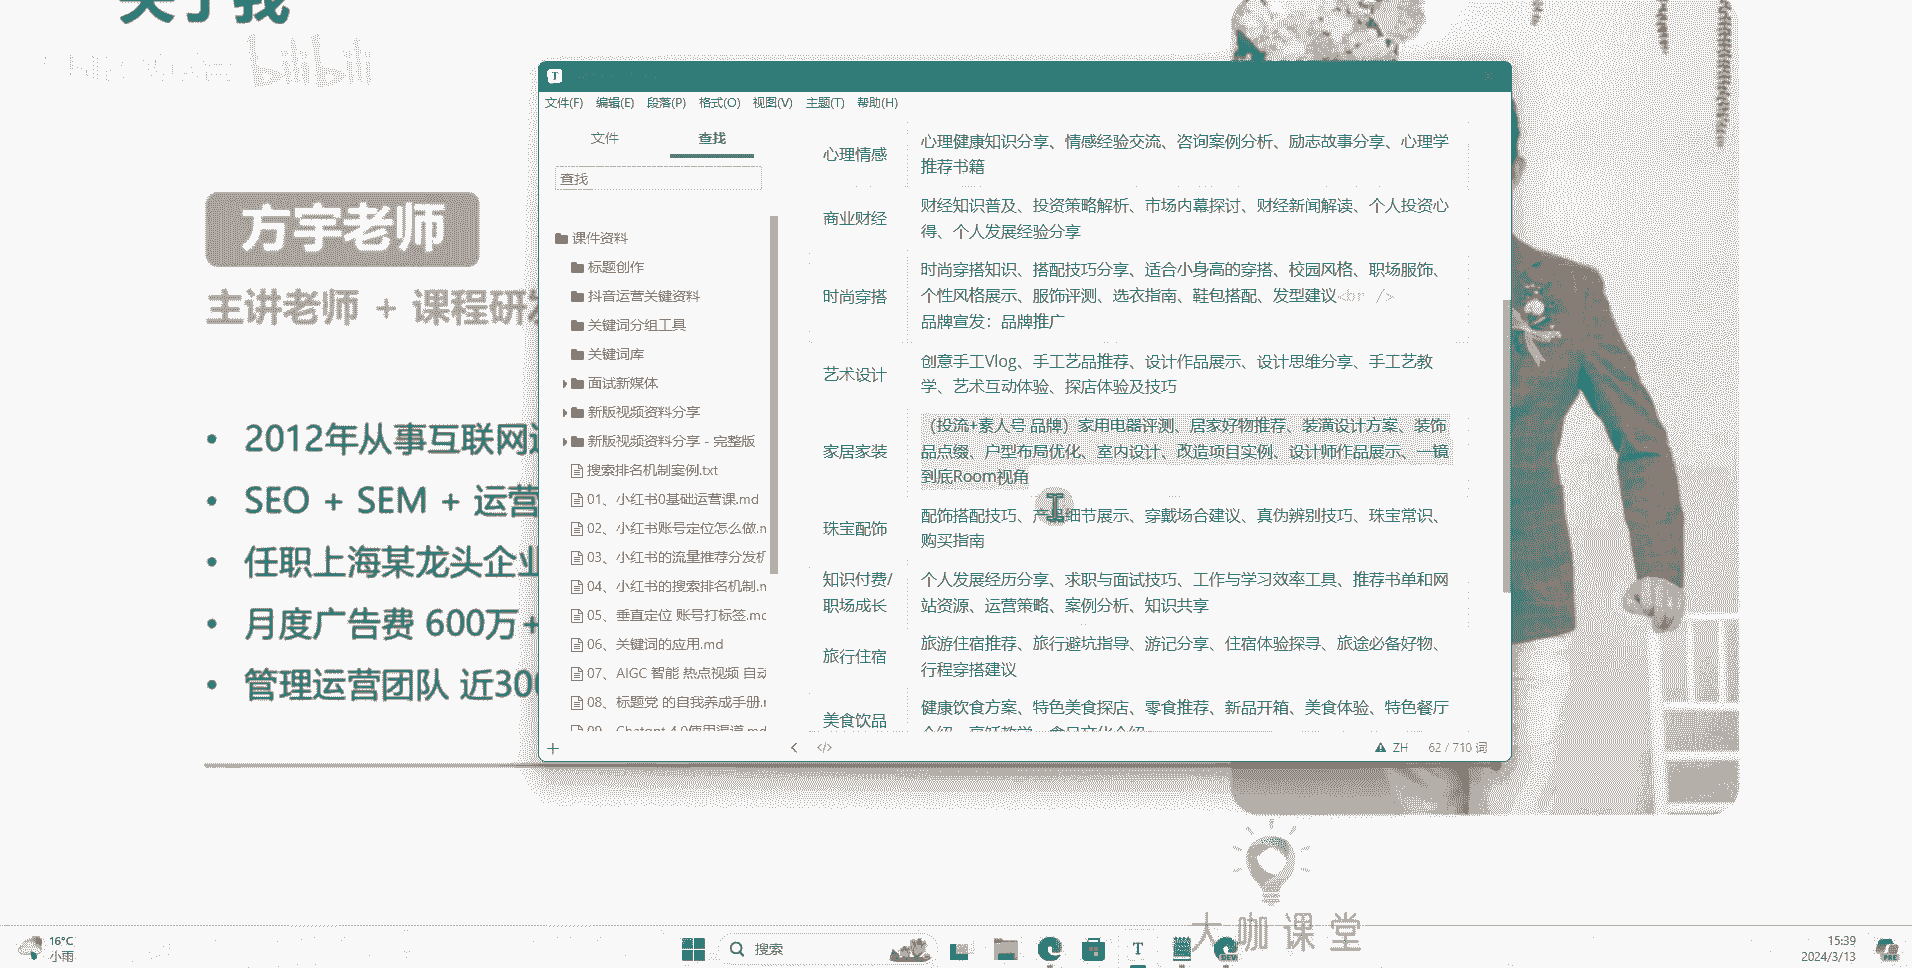 关于我
bilibili
方宇老师
主讲老师 + 课程研发
2012年从事互联网
SEO + SEM + 运营
任职上海某龙头企业
月度广告费 600万+
管理运营团队 近300
T
文件(F) 编辑(E) 段落(P) 格式(O) 视图(V) 主题(T) 帮助(H)
文件 查找
查找
课件资料
标题创作
抖音运营关键资料
关键词分组工具
关键词库
面试新媒体
新版视频资料分享
新版视频资料分享 - 完整版
搜索排名机制案例.txt
01、小红书0基础运营课.md
02、小红书账号定位怎么做.m
03、小红书的流量推荐分发机
04、小红书的搜索排名机制.m
05、垂直定位 账号打标签.mc
06、关键词的应用.md
07、AIGC 智能 热点视频 自动
08、标题党 的自我养成手册.r
09、Chatgpt 4.0使用渠道.md
心理情感
心理健康知识分享、情感经验交流、咨询案例分析、励志故事分享、心理学
推荐书籍
商业财经
财经知识普及、投资策略解析、市场内幕探讨、财经新闻解读、个人投资心
得、个人发展经验分享
时尚穿搭
时尚穿搭知识、搭配技巧分享、适合小身高的穿搭、校园风格、职场服饰、
个性风格展示、服饰评测、选衣指南、鞋包搭配、发型建议<br />
品牌宣发：品牌推广
艺术设计
创意手工Vlog、手工艺品推荐、设计作品展示、设计思维分享、手工艺教
学、艺术互动体验、探店体验及技巧
家居家装
（投流+素人号 品牌）家用电器评测、居家好物推荐、装潢设计方案、装饰
品点缀、户型布局优化、室内设计、改造项目实例、设计师作品展示、一镜
到底Room视角
珠宝配饰
配饰搭配技巧、产品细节展示、穿戴场合建议、真伪辨别技巧、珠宝常识、
购买指南
知识付费/
职场成长
个人发展经历分享、求职与面试技巧、工作与学习效率工具、推荐书单和网
站资源、运营策略、案例分析、知识共享
旅行住宿
旅游住宿推荐、旅行避坑指导、游记分享、住宿体验探寻、旅途必备好物、
行程穿搭建议
美食饮品
健康饮食方案、特色美食探店、零食推荐、新品开箱、美食体验、特色餐厅
介绍、烹饪教学、食品文化介绍
ZH 62 / 710 词
大咖课堂
16°C
小雨
搜索
T
DEV
15:39
2024/3/13
PRE